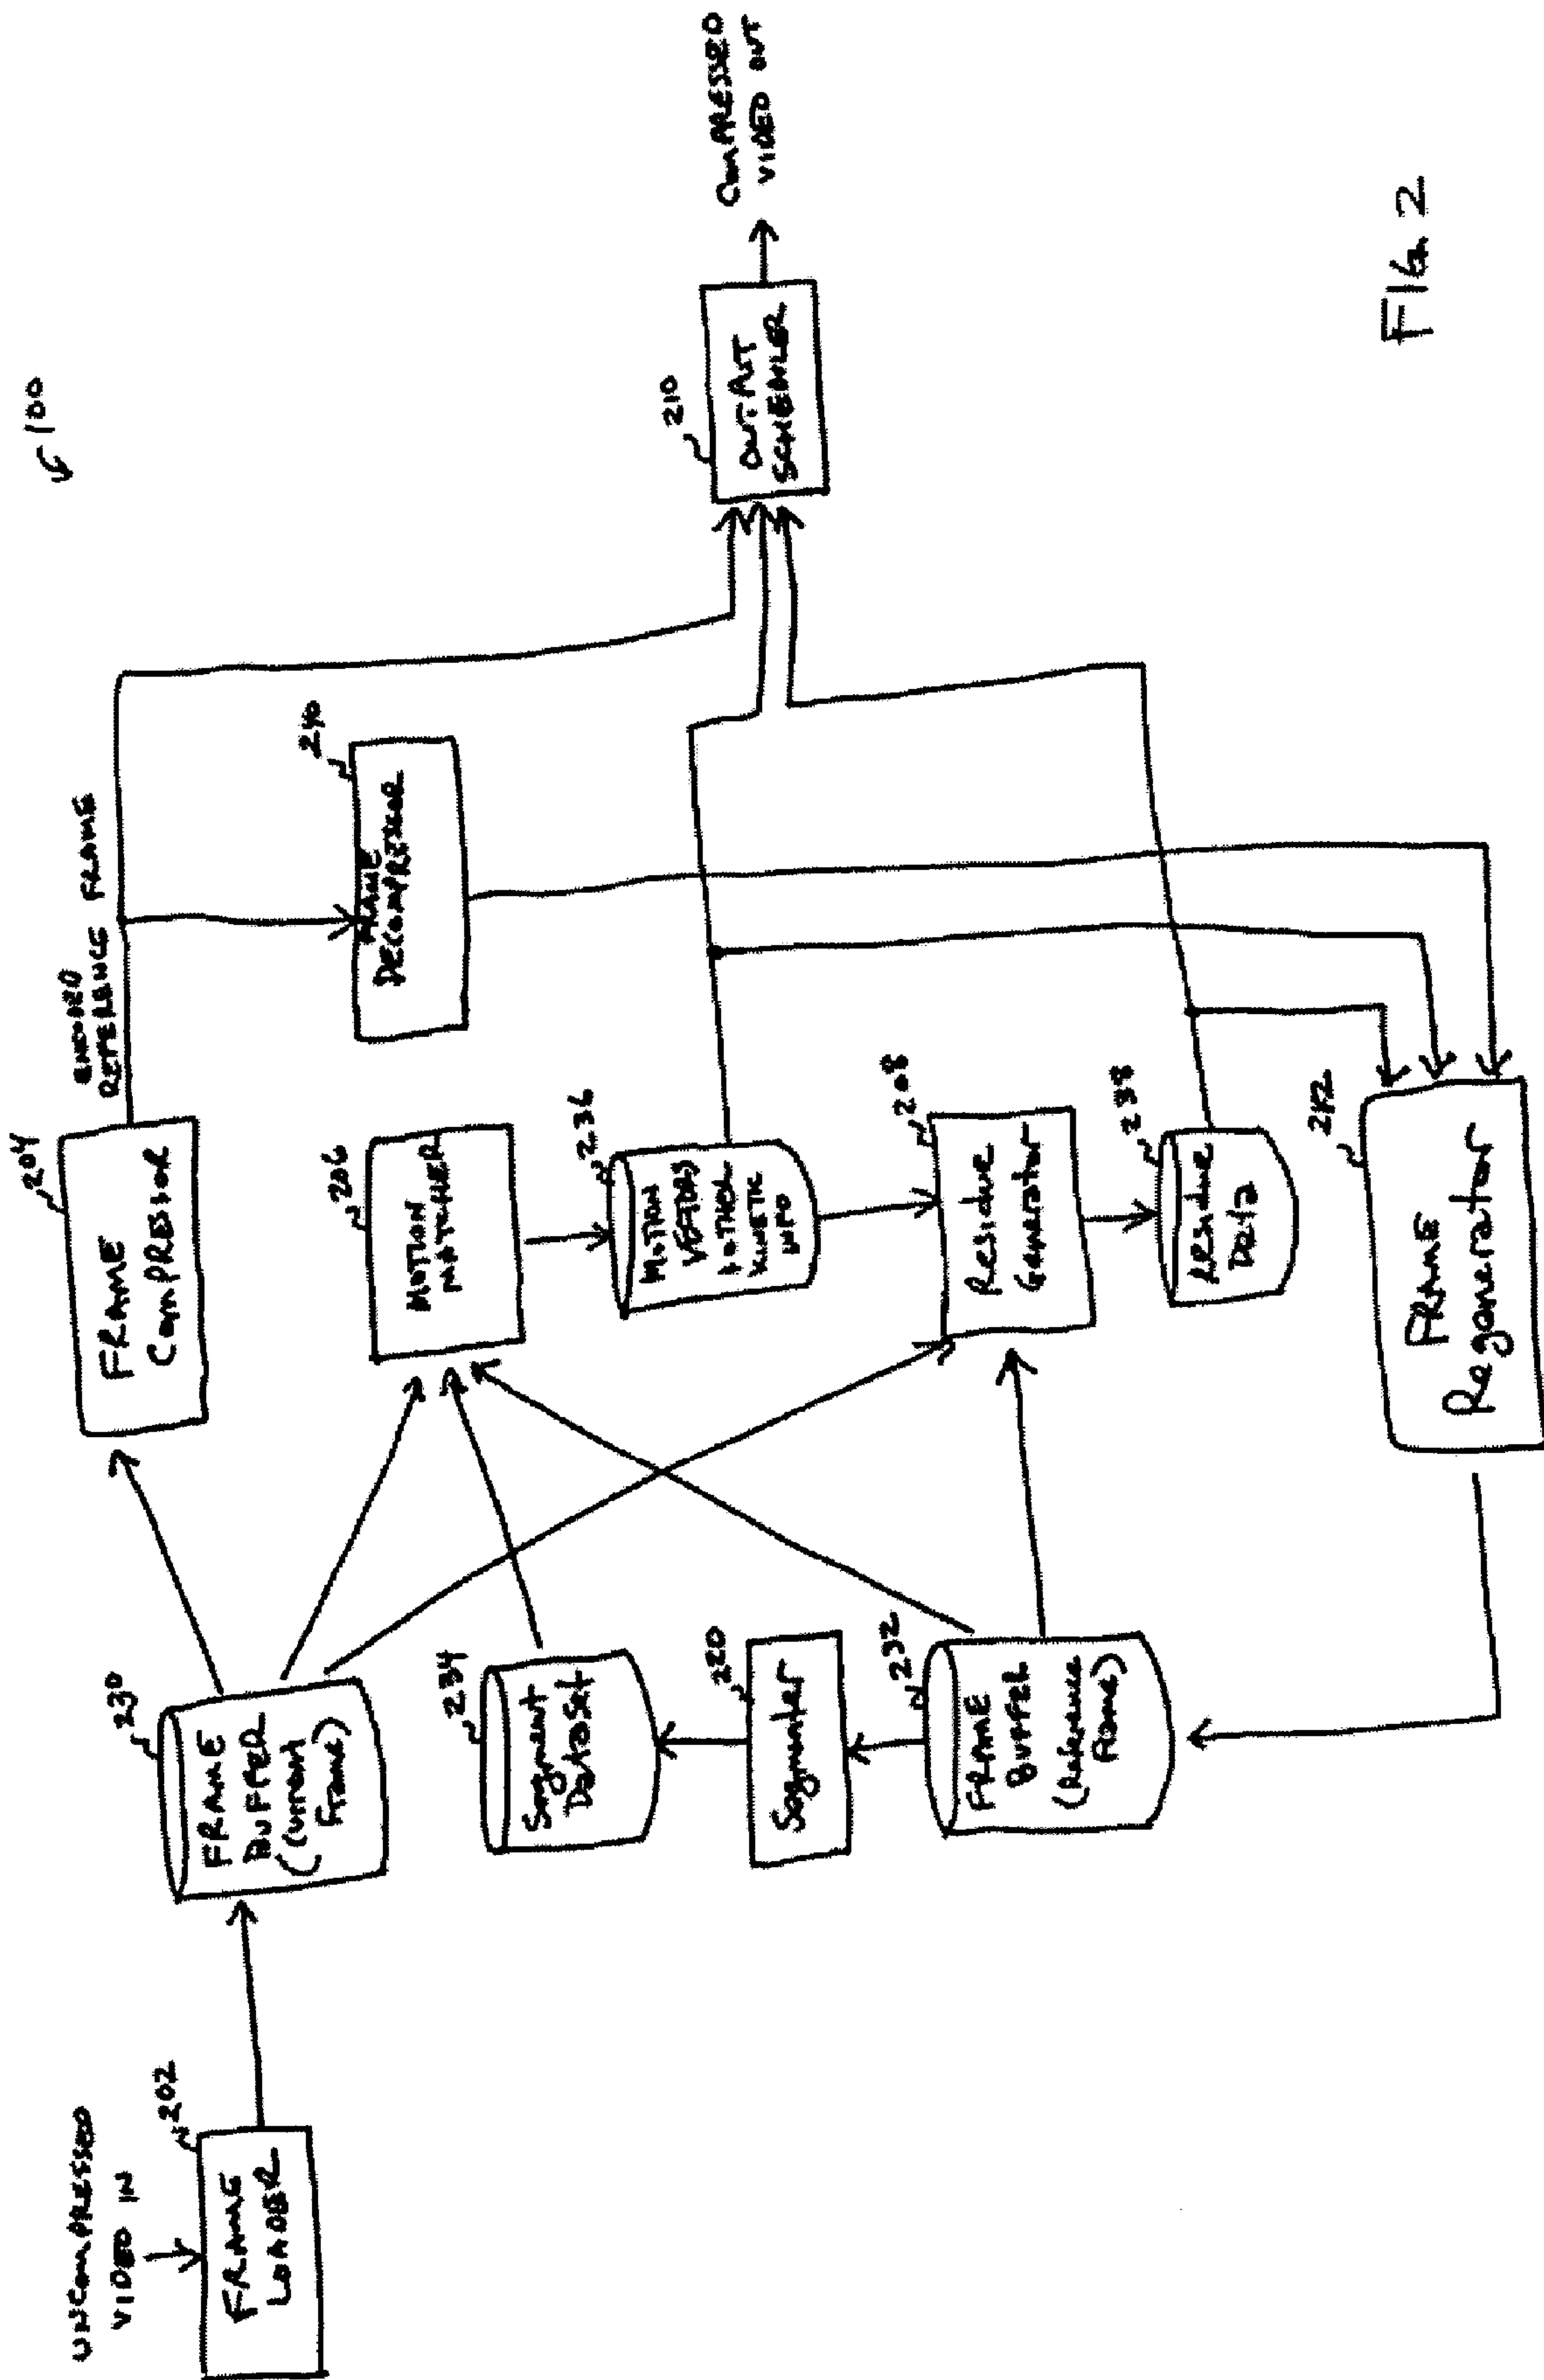 100
UNCOMPRESSED
VIDEO IN
202
FRAME
LOADER
230
FRAME
BUFFER
(Current
Frame)
234
Segment
DataSet
220
Segmenter
232
FRAME
BUFFER
(Reference
Frame)
204
FRAME
COMPRESSOR
206
MOTION
MATCHER
236
MOTION
VECTORS
+OTHER
KINETIC
INFO
208
Residue
Generator
238
Residue
Data
242
FRAME
Regenerator
ENCODED
REFERENCE FRAME
240
FRAME
DECOMPRESSOR
210
OUTPUT
SCHEDULER
COMPRESSED
VIDEO OUT
FIG 2